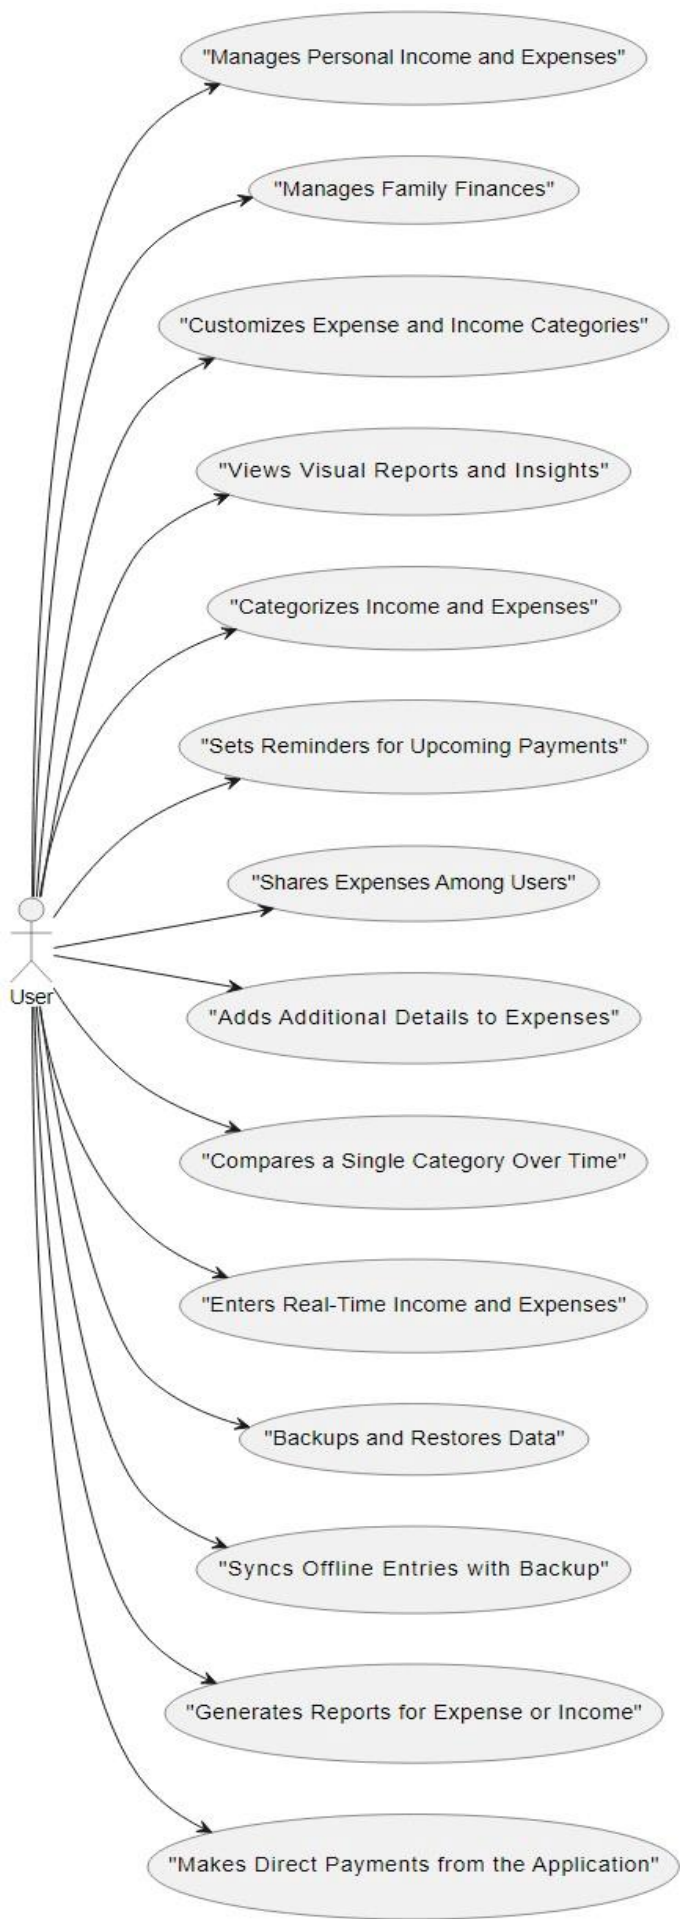 "Manages Personal Income and Expenses"
"Manages Family Finances"
"Customizes Expense and Income Categories"
"Views Visual Reports and Insights"
"Categorizes Income and Expenses"
"Sets Reminders for Upcoming Payments"
"Shares Expenses Among Users"
User
"Adds Additional Details to Expenses"
"Compares a Single Category Over Time"
"Enters Real-Time Income and Expenses"
"Backups and Restores Data"
"Syncs Offline Entries with Backup"
"Generates Reports for Expense or Income"
"Makes Direct Payments from the Application"